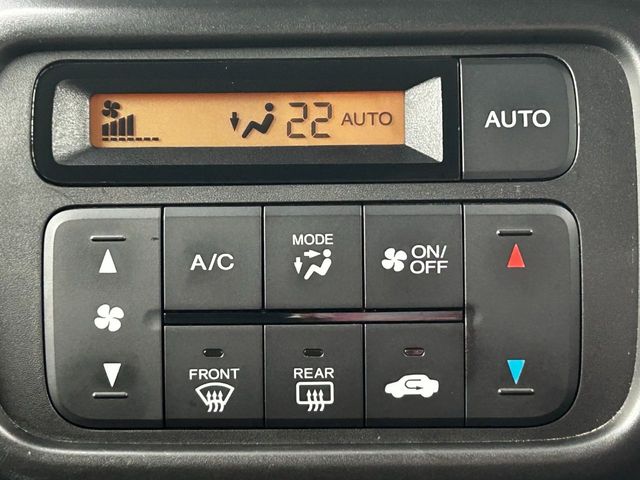 22 AUTO
AUTO
A/C
MODE
ON/
OFF
FRONT
REAR